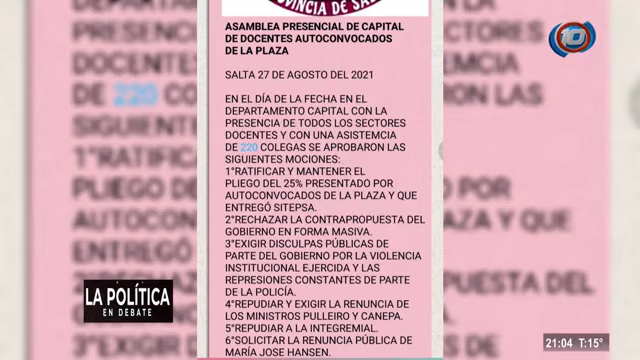 PROVINCIA DE SAL
ASAMBLEA PRESENCIAL DE CAPITAL
DE DOCENTES AUTOCONVOCADOS
DE LA PLAZA
SALTA 27 DE AGOSTO DEL 2021
EN EL DÍA DE LA FECHA EN EL
DEPARTAMENTO CAPITAL CON LA
PRESENCIA DE TODOS LOS SECTORES
DOCENTES Y CON UNA ASISTEMCIA
DE 220 COLEGAS SE APROBARON LAS
SIGUIENTES MOCIONES:
1°RATIFICAR Y MANTENER EL
PLIEGO DEL 25% PRESENTADO POR
AUTOCONVOCADOS DE LA PLAZA Y QUE
ENTREGÓ SITEPSA.
2°RECHAZAR LA CONTRAPROPUESTA DEL
GOBIERNO EN FORMA MASIVA.
3°EXIGIR DISCULPAS PÚBLICAS DE
PARTE DEL GOBIERNO POR LA VIOLENCIA
INSTITUCIONAL EJERCIDA Y LAS
REPRESIONES CONSTANTES DE PARTE
DE LA POLICÍA.
4°REPUDIAR Y EXIGIR LA RENUNCIA DE
LOS MINISTROS PULLEIRO Y CANEPA.
5°REPUDIAR A LA INTEGREMIAL.
6°SOLICITAR LA RENUNCIA PÚBLICA DE
MARÍA JOSE HANSEN.
10
LA POLÍTICA
EN DEBATE
21:04 T:15°